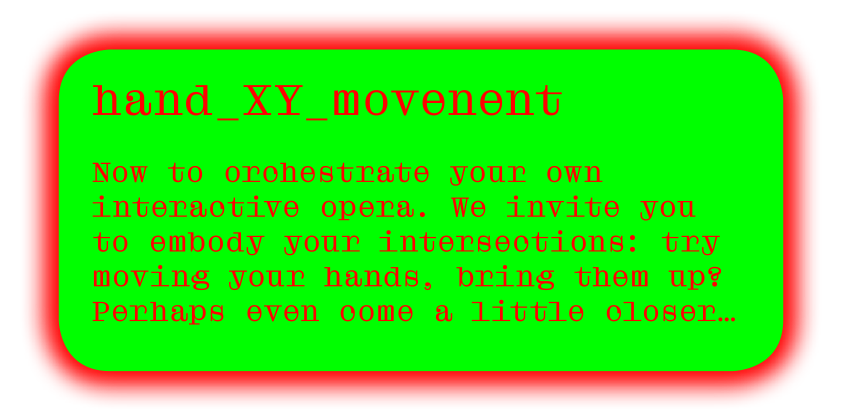 hand_XY_movenent
Now to orchestrate your own
interactive opera. We invite you
to embody your intersections: try
moving your hands, bring them up?
Perhaps even come a little closer…